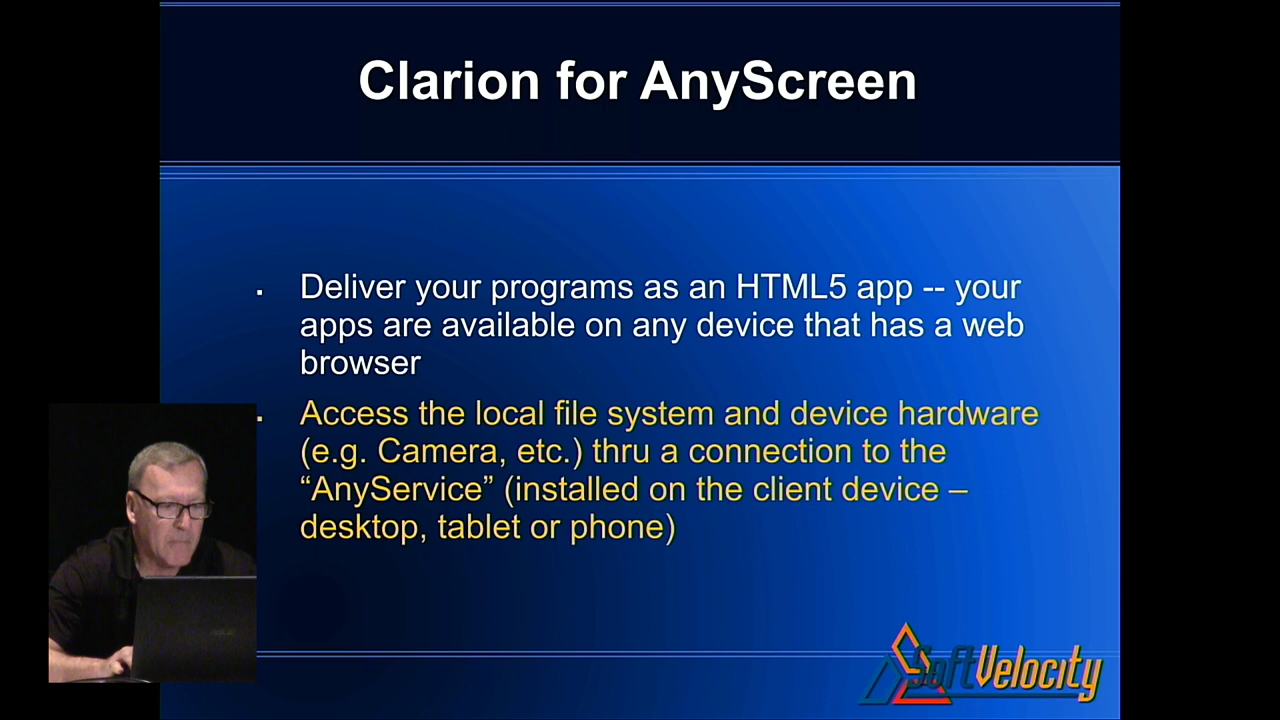 Clarion for AnyScreen
Deliver your programs as an HTML5 app -- your
apps are available on any device that has a web
browser
Access the local file system and device hardware
(e.g. Camera, etc.) thru a connection to the
“AnyService” (installed on the client device –
desktop, tablet or phone)
SoftVelocity